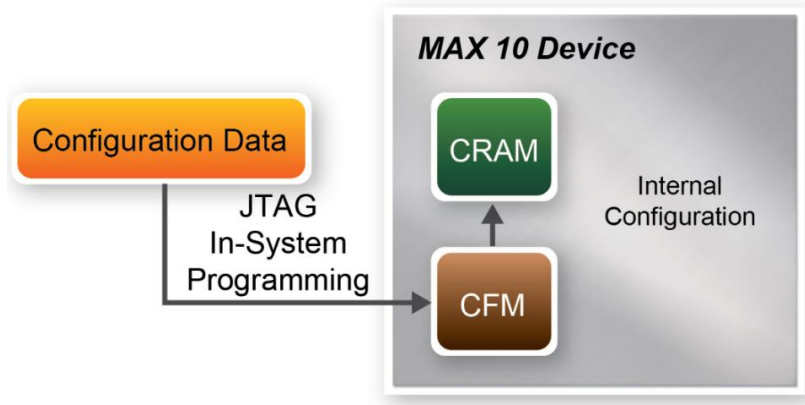 MAX 10 Device
Configuration Data
CRAM
JTAG
In-System
Programming
Internal
Configuration
CFM